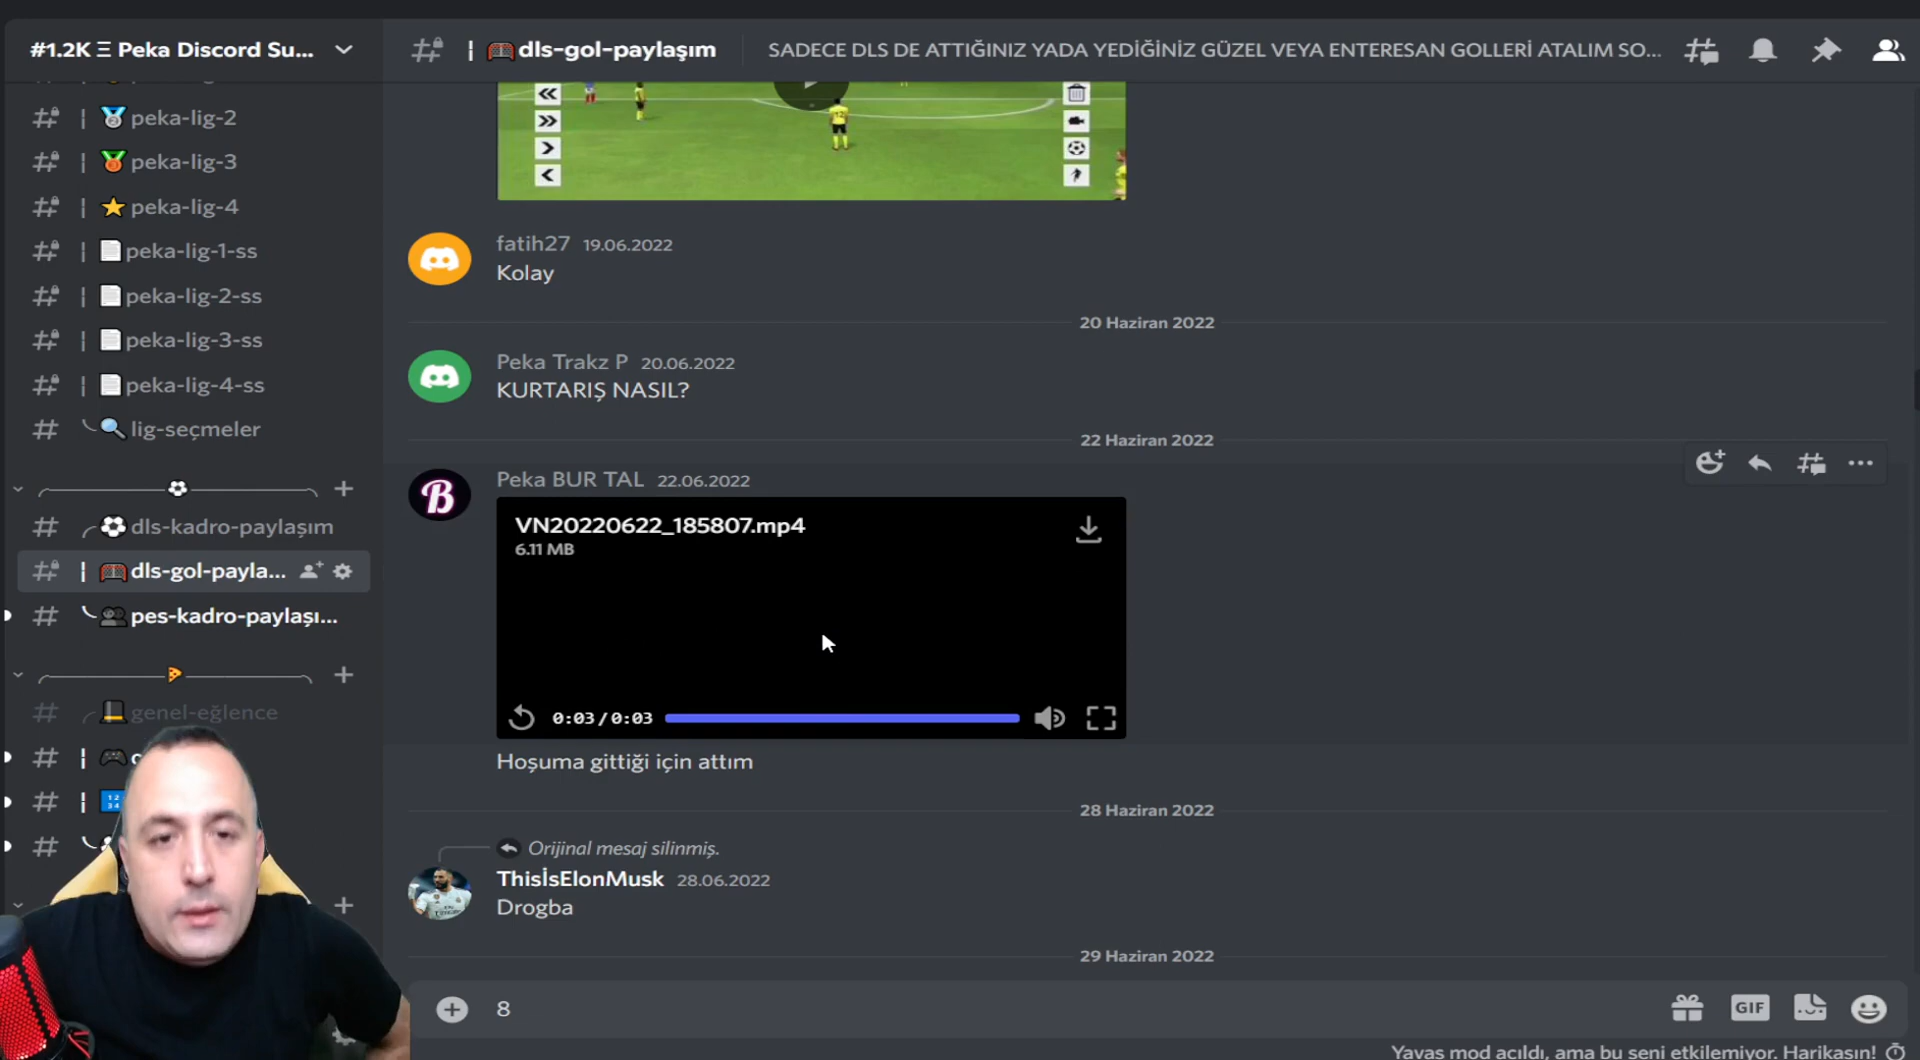 #1.2K Ξ Peka Discord Su...
dls-gol-paylaşım
SADECE DLS DE ATTIĞINIZ YADA YEDİĞİNİZ GÜZEL VEYA ENTERESAN GOLLERİ ATALIM SO...
peka-lig-2
peka-lig-3
peka-lig-4
peka-lig-1-ss
peka-lig-2-ss
peka-lig-3-ss
peka-lig-4-ss
lig-seçmeler
dls-kadro-paylaşım
dls-gol-payla...
pes-kadro-paylaşı...
genel-eğlence
fatih27 19.06.2022
Kolay
20 Haziran 2022
Peka Trakz P 20.06.2022
KURTARIŞ NASIL?
22 Haziran 2022
Peka BUR TAL 22.06.2022
VN20220622_185807.mp4
6.11 MB
0:03/0:03
Hoşuma gittiği için attım
28 Haziran 2022
Orijinal mesaj silinmiş.
ThisİsElonMusk 28.06.2022
Drogba
29 Haziran 2022
8
GIF
Yavaş mod açıldı, ama bu seni etkilemiyor. Harikasın!